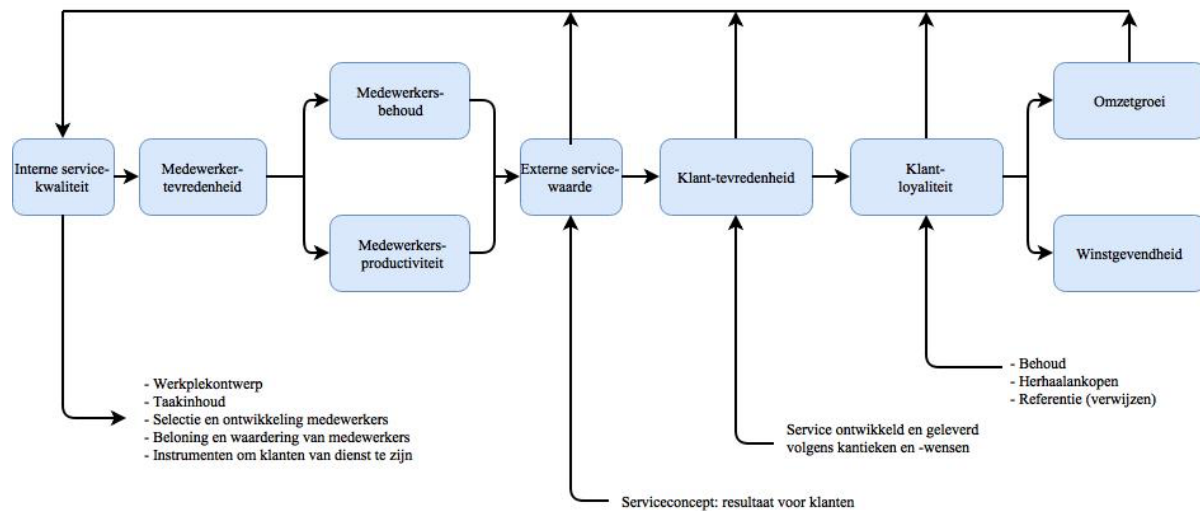 Interne service-
kwaliteit
Medewerker-
tevredenheid
Medewerkers-
behoud
Medewerkers-
productiviteit
Externe service-
waarde
Klant-tevredenheid
Klant-
loyaliteit
Omzetgroei
Winstgevendheid
- Werkplekontwerp
- Taakinhoud
- Selectie en ontwikkeling medewerkers
- Beloning en waardering van medewerkers
- Instrumenten om klanten van dienst te zijn
Serviceconcept: resultaat voor klanten
Service ontwikkeld en geleverd
volgens kantieken en -wensen
- Behoud
- Herhaalankopen
- Referentie (verwijzen)